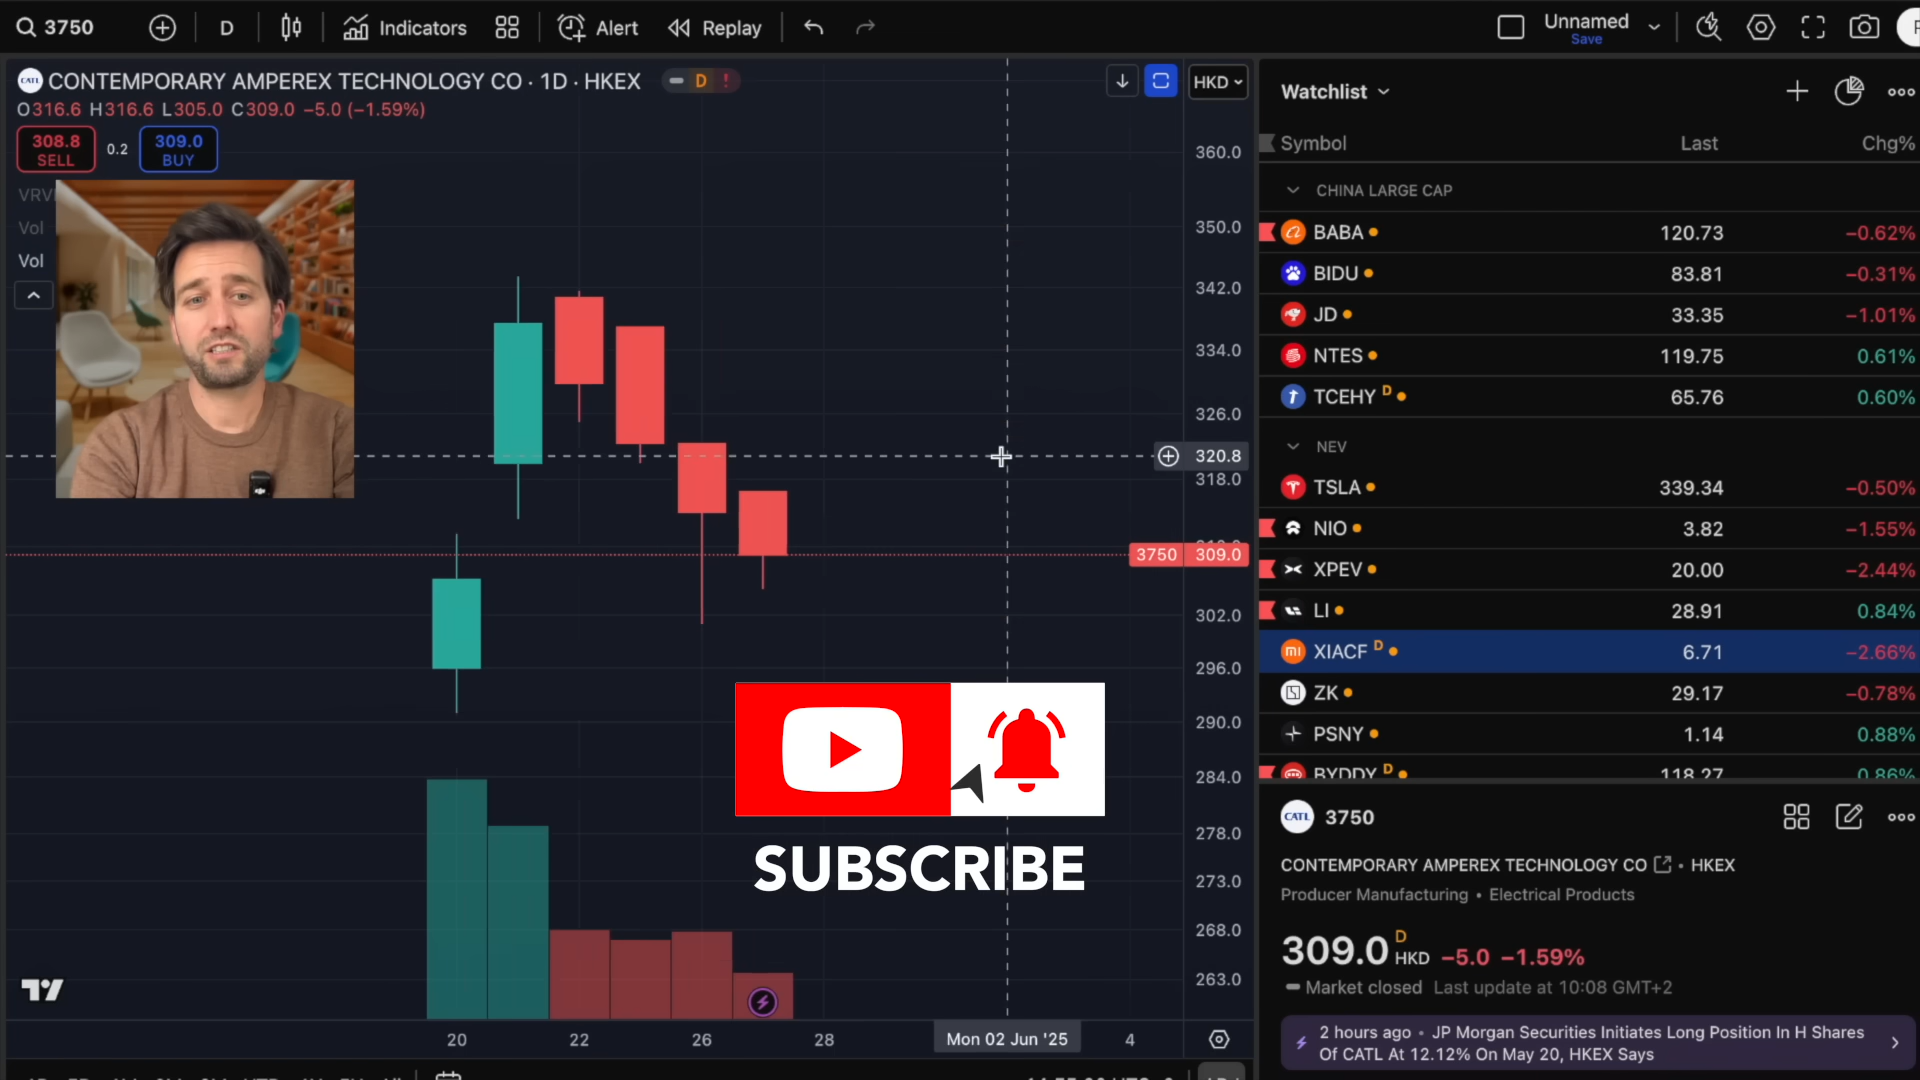 3750
D
Indicators
Alert
Replay
Unnamed
Save
CATL
CONTEMPORARY AMPEREX TECHNOLOGY CO · 1D · HKEX
D !
O316.6 H316.6 L305.0 C309.0 −5.0 (−1.59%)
308.8
SELL
0.2
309.0
BUY
Vol
Vol
HKD
360.0
350.0
342.0
334.0
326.0
320.8
318.0
3750 309.0
302.0
296.0
290.0
284.0
278.0
273.0
268.0
263.0
SUBSCRIBE
20
22
26
28
Mon 02 Jun '25
4
Watchlist
Symbol Last Chg%
CHINA LARGE CAP
BABA 120.73 −0.62%
BIDU 83.81 −0.31%
JD 33.35 −1.01%
NTES 119.75 0.61%
TCEHY D 65.76 0.60%
NEV
TSLA 339.34 −0.50%
NIO 3.82 −1.55%
XPEV 20.00 −2.44%
LI 28.91 0.84%
XIACF D 6.71 −2.66%
ZK 29.17 −0.78%
PSNY 1.14 0.88%
BYDDY D 118.27 0.86%
CATL 3750
CONTEMPORARY AMPEREX TECHNOLOGY CO • HKEX
Producer Manufacturing • Electrical Products
309.0 D HKD −5.0 −1.59%
Market closed Last update at 10:08 GMT+2
2 hours ago • JP Morgan Securities Initiates Long Position In H Shares
Of CATL At 12.12% On May 20, HKEX Says